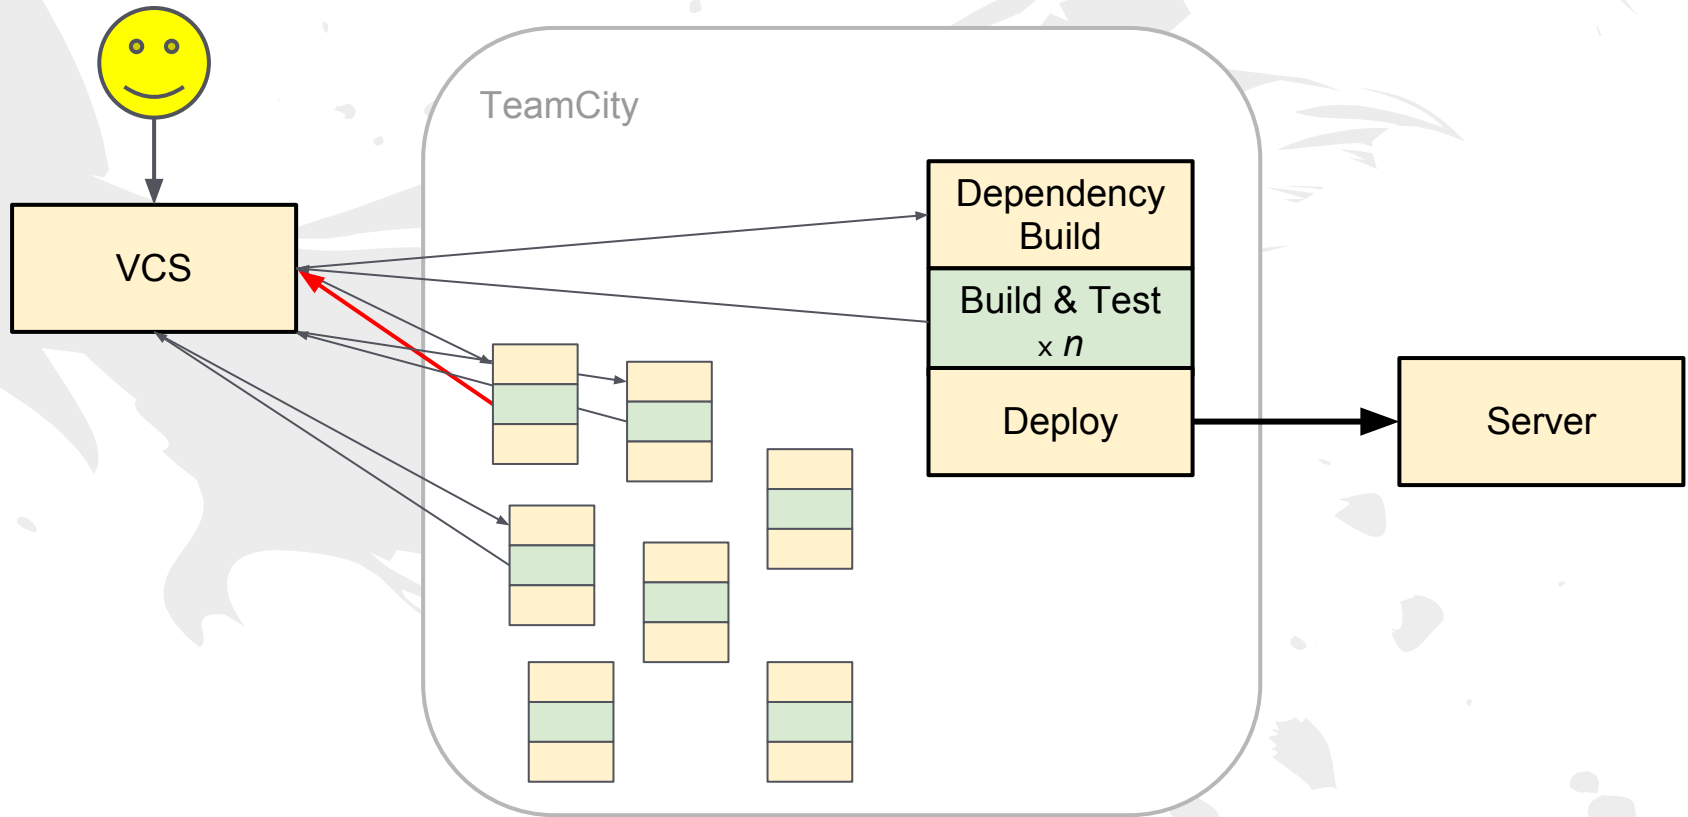 TeamCity
VCS
Dependency
Build
Build & Test
x n
Deploy
Server